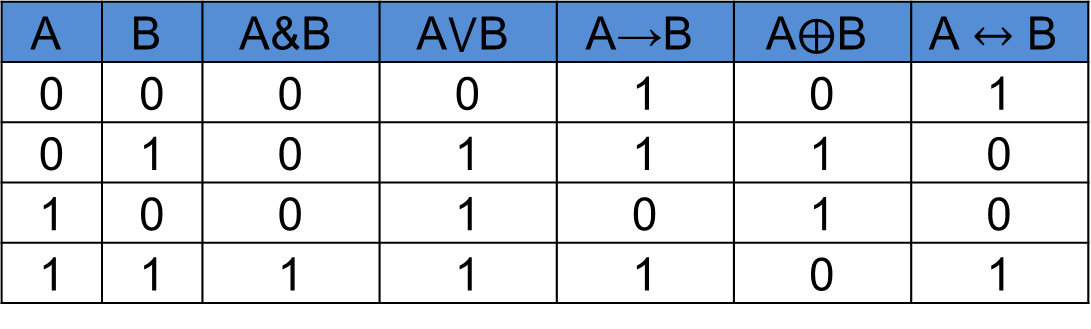 A B A&B A∨B A→B A⊕B A ↔ B
0 0 0 0 1 0 1
0 1 0 1 1 1 0
1 0 0 1 0 1 0
1 1 1 1 1 0 1